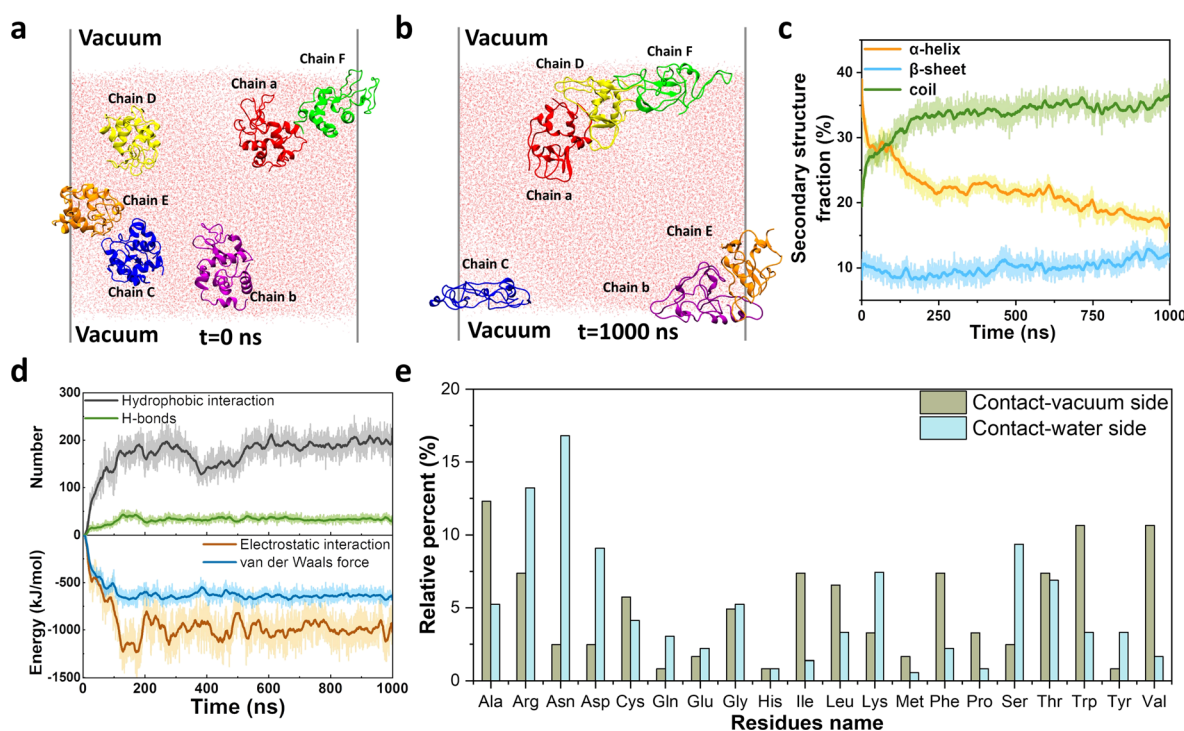 a
Vacuum
Chain F
Chain a
Chain D
Chain E
Chain C
Chain b
Vacuum
t=0 ns
b
Vacuum
Chain D
Chain F
Chain a
Chain E
Chain C
Chain b
Vacuum
t=1000 ns
c
α-helix
β-sheet
coil
Secondary structure
fraction (%)
40
30
20
10
0
250
500
750
1000
Time (ns)
d
Hydrophobic interaction
H-bonds
Number
300
200
100
0
Electrostatic interaction
van der Waals force
Energy (kJ/mol)
-500
-1000
-1500
0
200
400
600
800
1000
Time (ns)
e
Contact-vacuum side
Contact-water side
Relative percent (%)
20
15
10
5
0
Ala Arg Asn Asp Cys Gln Glu Gly His Ile Leu Lys Met Phe Pro Ser Thr Trp Tyr Val
Residues name